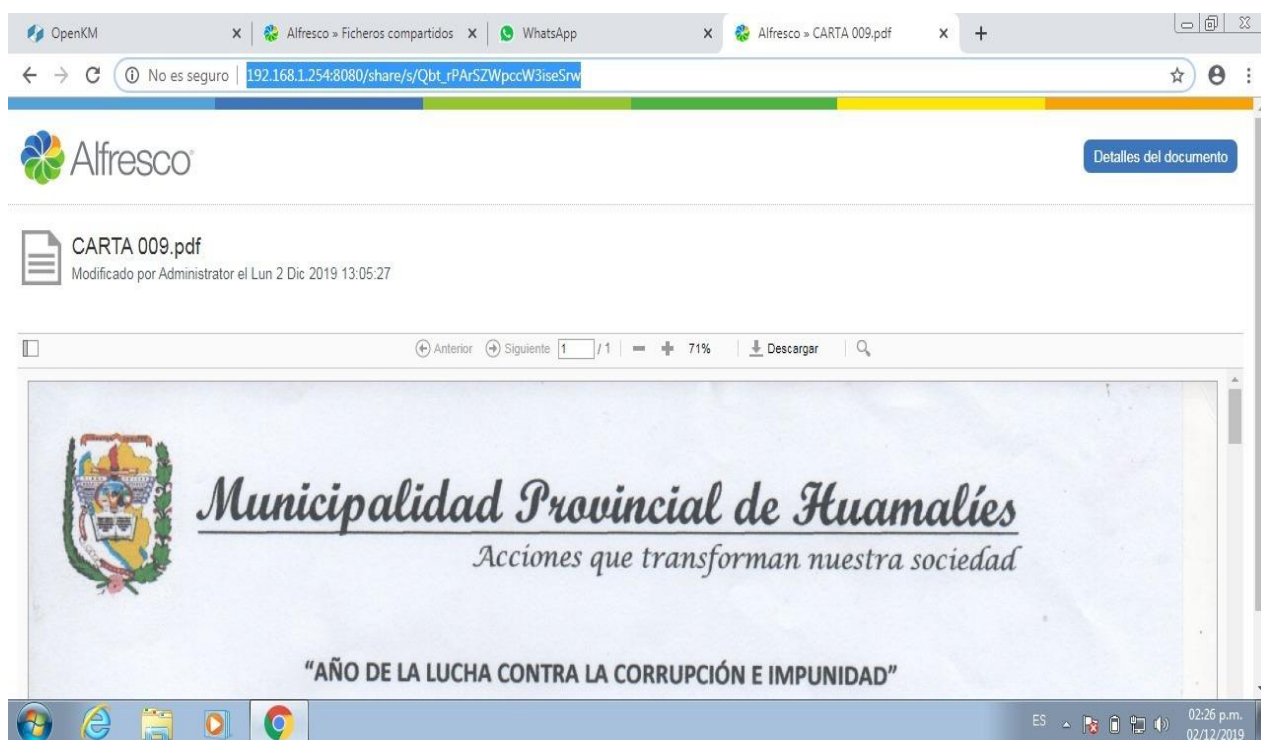 OpenKM
Alfresco » Ficheros compartidos
WhatsApp
Alfresco » CARTA 009.pdf
No es seguro
192.168.1.254:8080/share/s/Qbt_rPArSZWpccW3iseSrw
Alfresco
Detalles del documento
CARTA 009.pdf
Modificado por Administrator el Lun 2 Dic 2019 13:05:27
Anterior Siguiente 1 / 1 71% Descargar
Municipalidad Provincial de Huamalíes
Acciones que transforman nuestra sociedad
"AÑO DE LA LUCHA CONTRA LA CORRUPCIÓN E IMPUNIDAD"
ES
02:26 p.m.
02/12/2019